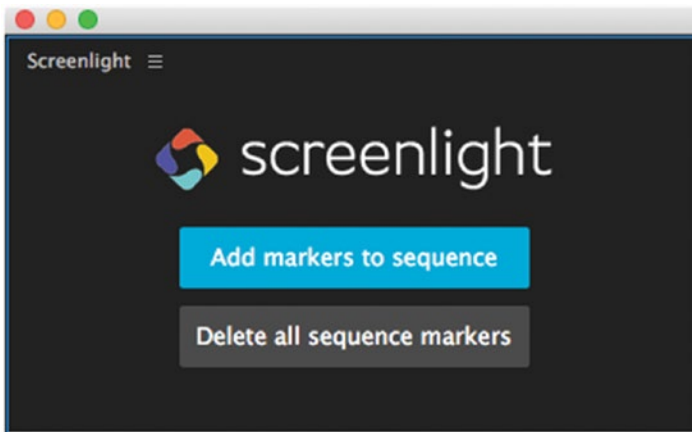 Screenlight
screenlight
Add markers to sequence
Delete all sequence markers